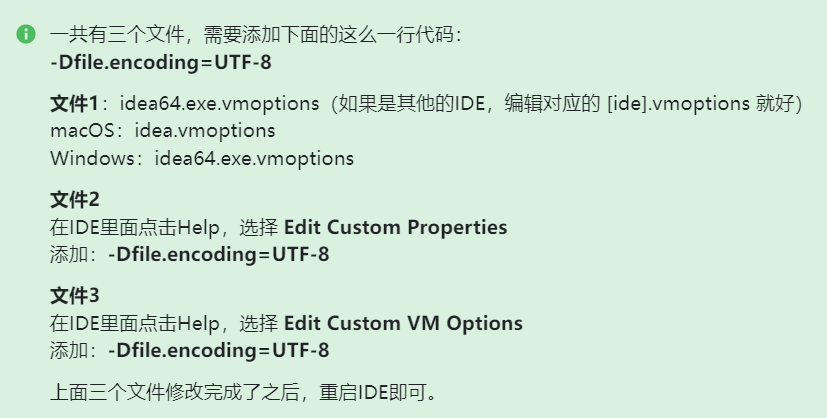 一共有三个文件，需要添加下面的这么一行代码：
-Dfile.encoding=UTF-8
文件1：idea64.exe.vmoptions（如果是其他的IDE，编辑对应的 [ide].vmoptions 就好）
macOS：idea.vmoptions
Windows：idea64.exe.vmoptions
文件2
在IDE里面点击Help，选择 Edit Custom Properties
添加：-Dfile.encoding=UTF-8
文件3
在IDE里面点击Help，选择 Edit Custom VM Options
添加：-Dfile.encoding=UTF-8
上面三个文件修改完成了之后，重启IDE即可。